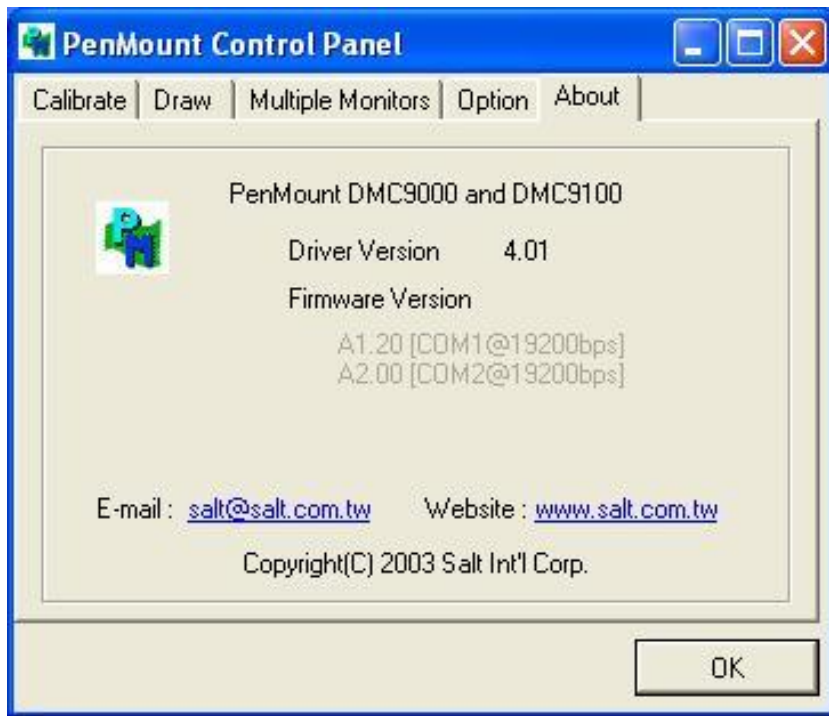 PenMount Control Panel
Calibrate Draw Multiple Monitors Option About
PM
PenMount DMC9000 and DMC9100
Driver Version 4.01
Firmware Version
A1.20 [COM1@19200bps]
A2.00 [COM2@19200bps]
E-mail : salt@salt.com.tw Website : www.salt.com.tw
Copyright(C) 2003 Salt Int'l Corp.
OK